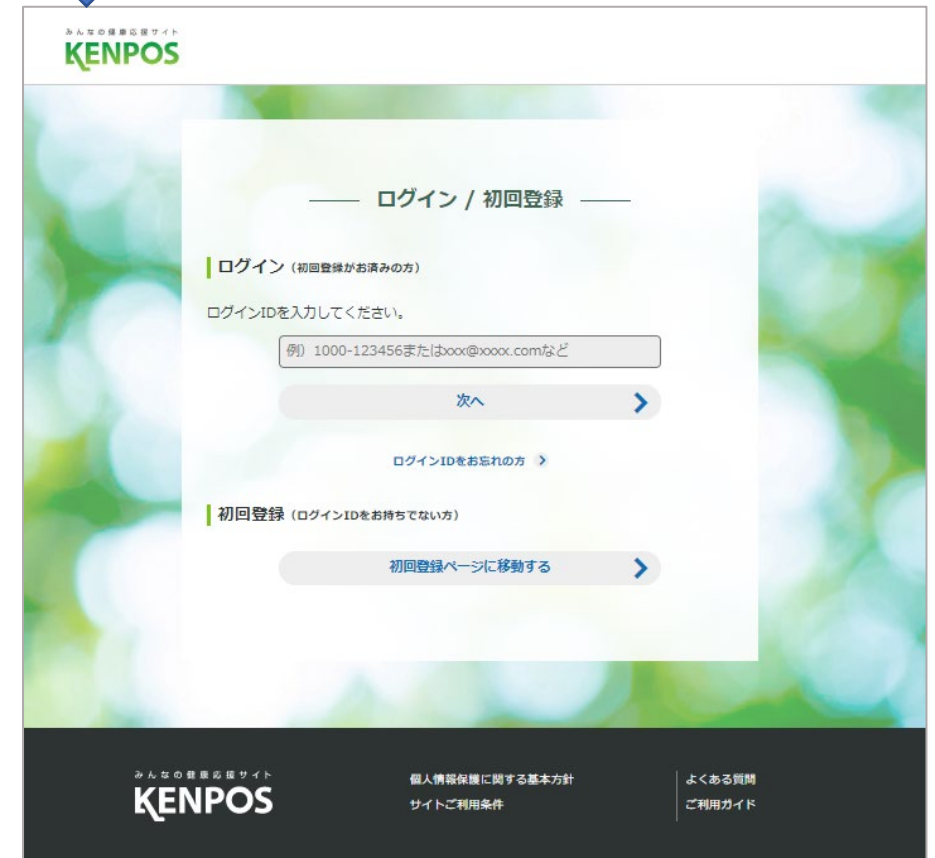 みんなの健康応援サイト
KENPOS
ログイン / 初回登録
ログイン（初回登録がお済みの方）
ログインIDを入力してください。
例）1000-123456またはxxx@xxxx.comなど
次へ
ログインIDをお忘れの方
初回登録（ログインIDをお持ちでない方）
初回登録ページに移動する
みんなの健康応援サイト
KENPOS
個人情報保護に関する基本方針
サイトご利用条件
よくある質問
ご利用ガイド